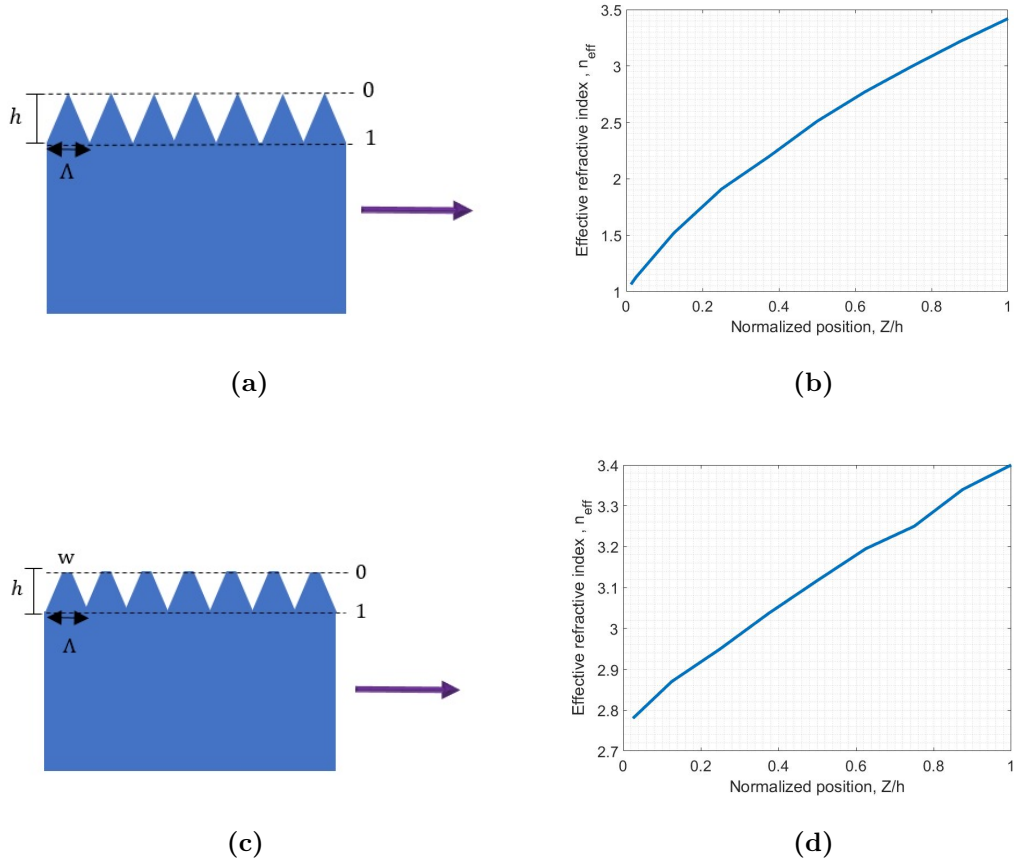 h
0
1
Λ
(a)
3.5
3
2.5
2
1.5
1
0
0.2
0.4
0.6
0.8
1
Effective refractive index , n_eff
Normalized position, Z/h
(b)
w
h
0
1
Λ
(c)
3.4
3.3
3.2
3.1
3
2.9
2.8
2.7
0
0.2
0.4
0.6
0.8
1
Effective refractive index , n_eff
Normalized position, Z/h
(d)